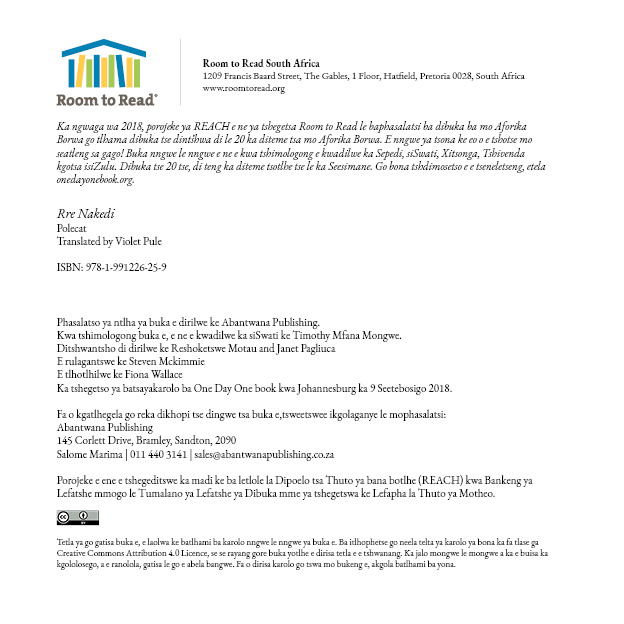 Room to Read®
Room to Read South Africa
1209 Francis Baard Street, The Gables, 1 Floor, Hatfield, Pretoria 0028, South Africa
www.roomtoread.org
Ka ngwaga wa 2018, porojeke ya REACH e ne ya tshegetsa Room to Read le baphasalatsi ba dibuka ba mo Aforika
Borwa go tlhama dibuka tse dintšhwa di le 20 ka diteme tsa mo Aforika Borwa. E nngwe ya tsona ke eo o e tshotse mo
seatleng sa gago! Buka nngwe le nngwe e ne e kwa tshimologong e kwadilwe ka Sepedi, siSwati, Xitsonga, Tshivenda
kgotsa isiZulu. Dibuka tse 20 tse, di teng ka diteme tsotlhe tse le ka Seesimane. Go bona tshdimosetso e e tseneletseng, etela
onedayonebook.org.
Rre Nakedi
Polecat
Translated by Violet Pule
ISBN: 978-1-991226-25-9
Phasalatso ya ntlha ya buka e dirilwe ke Abantwana Publishing.
Kwa tshimologong buka e, e ne e kwadilwe ka siSwati ke Timothy Mfana Mongwe.
Ditshwantsho di dirilwe ke Reshoketswe Motau and Janet Pagliuca
E rulagantswe ke Steven Mckimmie
E tlhotlhilwe ke Fiona Wallace
Ka tshegetso ya batsayakarolo ba One Day One book kwa Johannesburg ka 9 Seetebosigo 2018.
Fa o kgatlhegela go reka dikhopi tse dingwe tsa buka e,tsweetswee ikgolaganye le mophasalatsi:
Abantwana Publishing
145 Corlett Drive, Bramley, Sandton, 2090
Salome Marima | 011 440 3141 | sales@abantwanapublishing.co.za
Porojeke e ene e tshegeditswe ka madi ke ba letlole la Dipoelo tsa Thuto ya bana botlhe (REACH) kwa Bankeng ya
Lefatshe mmogo le Tumalano ya Lefatshe ya Dibuka mme ya tshegetswa ke Lefapha la Thuto ya Motheo.
cc BY
Tetla ya go gatisa buka e, e laolwa ke batlhami ba karolo nngwe le nngwe ya buka e. Ba itlhophetse go neela telta ya karolo ya bona ka fa tlase ga
Creative Commons Attribution 4.0 Licence, se se rayang gore buka yotlhe e dirisa tetla e e tshwanang. Ka jalo mongwe le mongwe a ka e buisa ka
kgololosego, a e ranolola, gatisa le go e abela bangwe. Fa o dirisa karolo go tswa mo bukeng e, akgola batlhami ba yona.